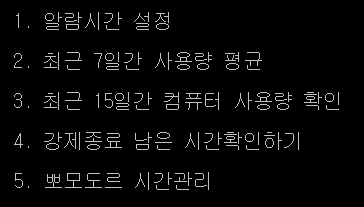 1. 알람시간 설정
2. 최근 7일간 사용량 평균
3. 최근 15일간 컴퓨터 사용량 확인
4. 강제종료 남은 시간확인하기
5. 뽀모도르 시간관리